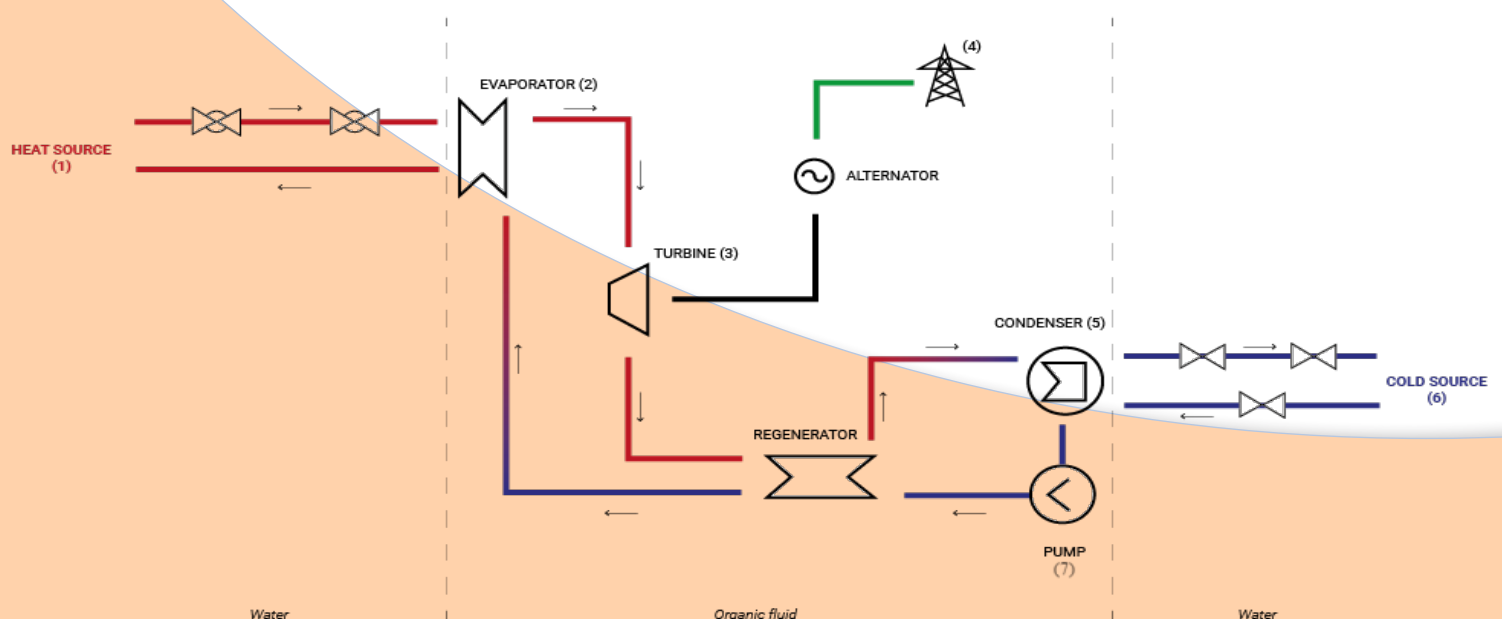 (4)
EVAPORATOR (2)
HEAT SOURCE
(1)
ALTERNATOR
TURBINE (3)
CONDENSER (5)
COLD SOURCE
(6)
REGENERATOR
PUMP
(7)
Water
Organic fluid
Water